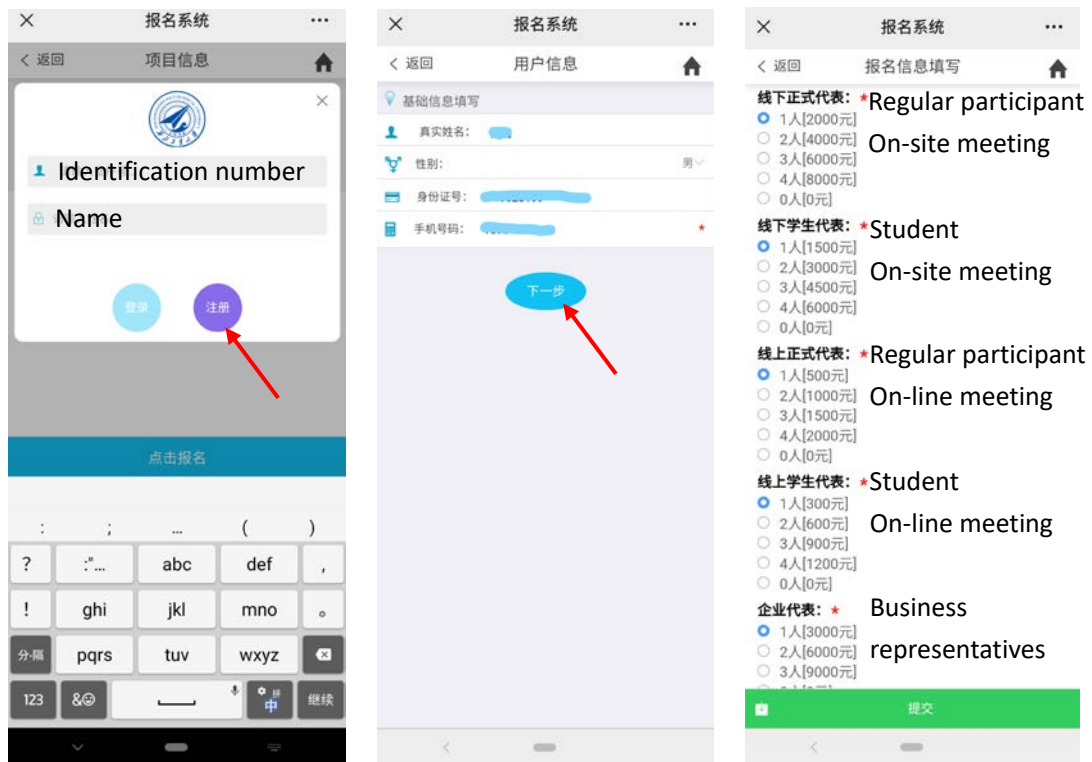 报名系统
返回
项目信息
Identification number
Name
登录
注册
点击报名
: ; ... ( )
? :"... abc def ,
! ghi jkl mno 。
分·隔 pqrs tuv wxyz
123 &☺ 拼 中 继续
报名系统
返回
用户信息
基础信息填写
真实姓名:
性别: 男
身份证号:
手机号码: *
下一步
报名系统
返回
报名信息填写
线下正式代表: *Regular participant
1人[2000元]
2人[4000元] On-site meeting
3人[6000元]
4人[8000元]
0人[0元]
线下学生代表: *Student
1人[1500元]
2人[3000元] On-site meeting
3人[4500元]
4人[6000元]
0人[0元]
线上正式代表: *Regular participant
1人[500元]
2人[1000元] On-line meeting
3人[1500元]
4人[2000元]
0人[0元]
线上学生代表: *Student
1人[300元]
2人[600元] On-line meeting
3人[900元]
4人[1200元]
0人[0元]
企业代表: * Business
1人[3000元]
2人[6000元] representatives
3人[9000元]
提交